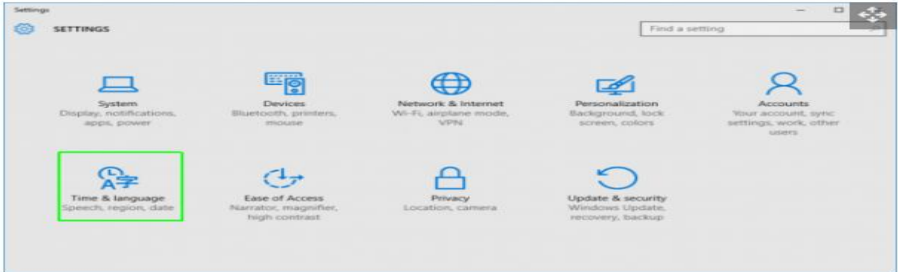 Settings
SETTINGS
Find a setting
System
Display, notifications,
apps, power
Devices
Bluetooth, printers,
mouse
Network & Internet
Wi-Fi, airplane mode,
VPN
Personalization
Background, lock
screen, colors
Accounts
Your account, sync
settings, work, other
users
Time & language
Speech, region, date
Ease of Access
Narrator, magnifier,
high contrast
Privacy
Location, camera
Update & security
Windows Update,
recovery, backup